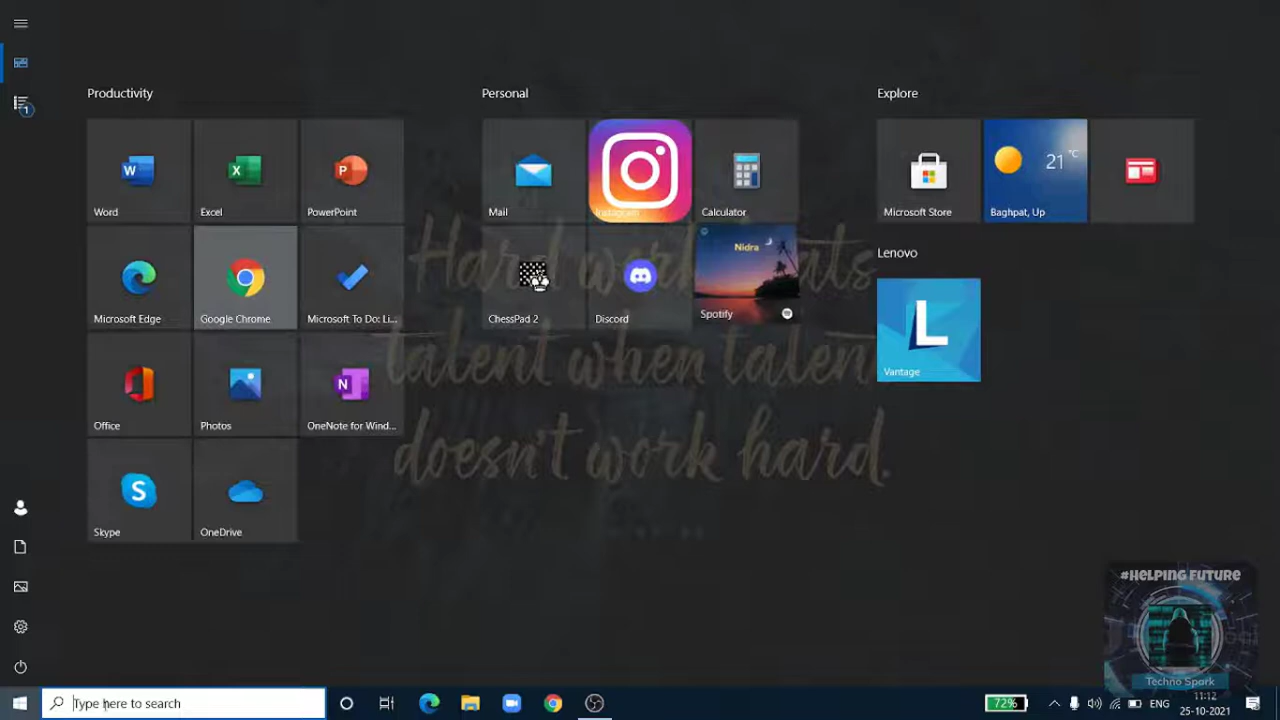 Productivity
Personal
Explore
Word
Excel
PowerPoint
Mail
Instagram
Calculator
Microsoft Store
21 °C
Baghpat, Up
Lenovo
Microsoft Edge
Google Chrome
Microsoft To Do: Li...
ChessPad 2
Discord
Nidra
Spotify
L
Vantage
Office
Photos
OneNote for Wind...
Skype
OneDrive
Hard work beats
talent when talent
doesn't work hard.
#HELPING FUTURE
Techno Spark
1
Type here to search
72%
ENG
11:12
25-10-2021